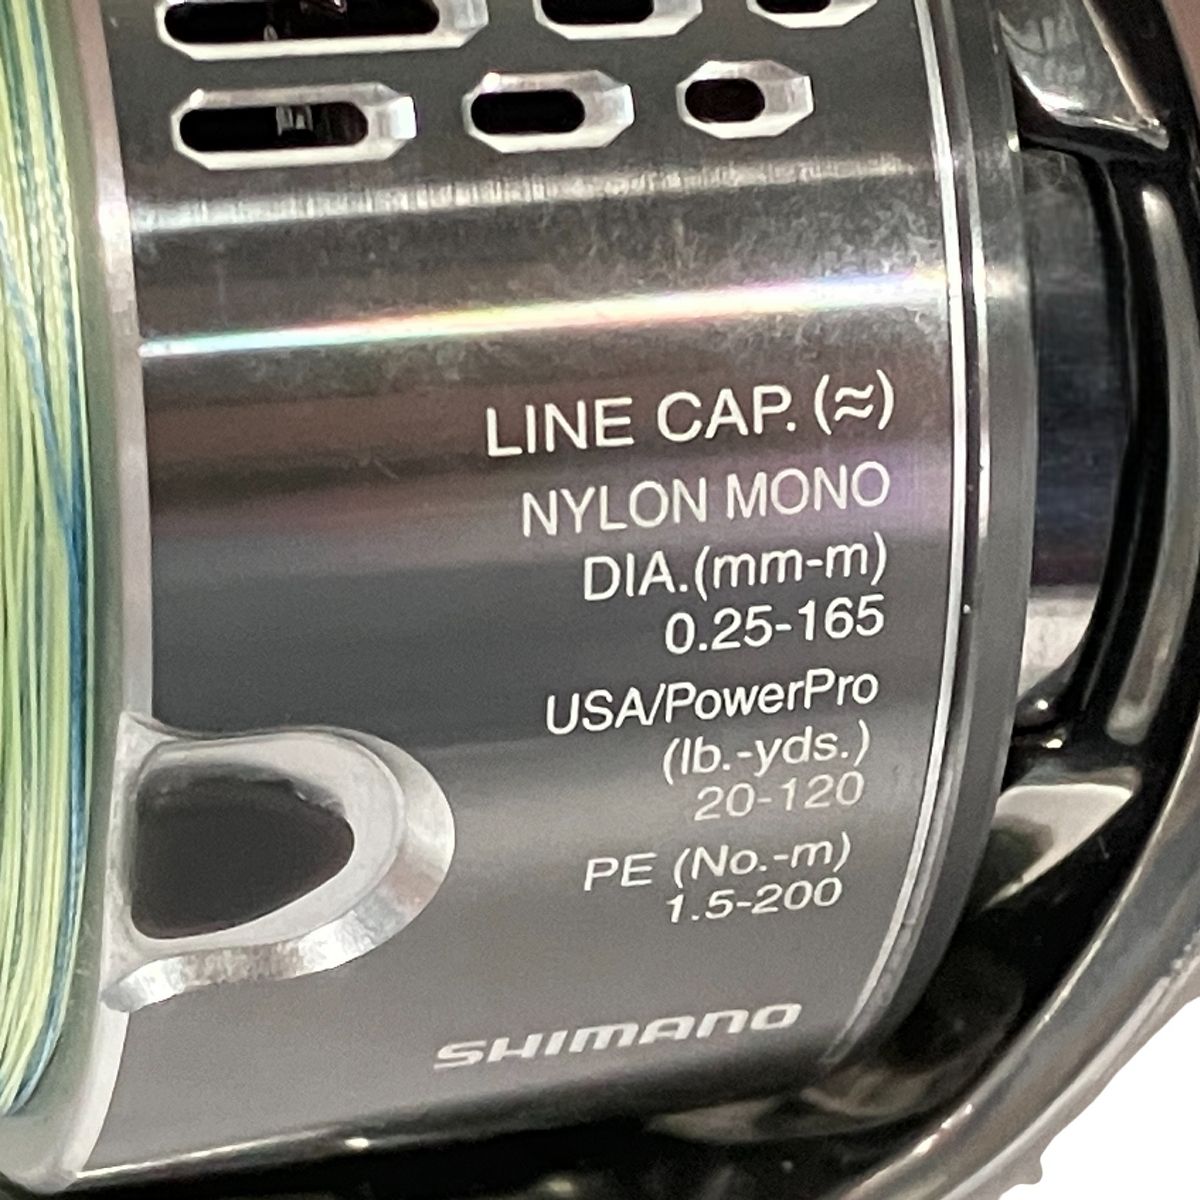 LINE CAP. (≈)
NYLON MONO
DIA.(mm-m)
0.25-165
USA/PowerPro
(lb.-yds.)
20-120
PE (No.-m)
1.5-200
SHIMANO